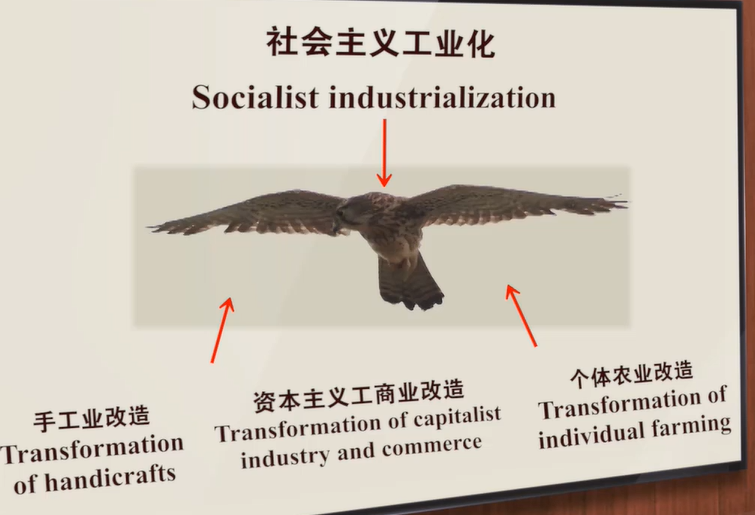 社会主义工业化
Socialist industrialization
手工业改造
Transformation
of handicrafts
资本主义工商业改造
Transformation of capitalist
industry and commerce
个体农业改造
Transformation of
individual farming